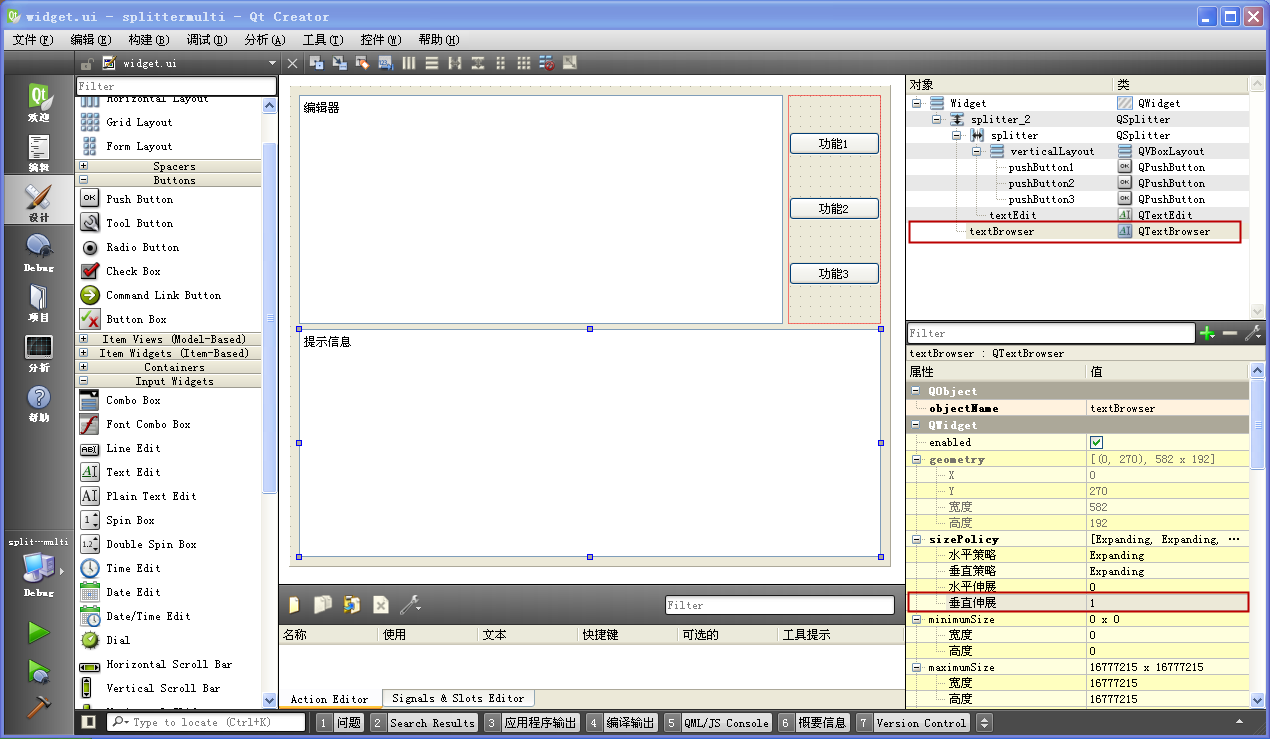 widget.ui - splittermulti - Qt Creator
文件(F) 编辑(E) 构建(B) 调试(D) 分析(A) 工具(T) 控件(W) 帮助(H)
widget.ui
欢迎
编辑
设计
Debug
项目
分析
帮助
split…multi
Debug
Filter
Horizontal Layout
Grid Layout
Form Layout
Spacers
Buttons
OK Push Button
Tool Button
Radio Button
Check Box
Command Link Button
Button Box
Item Views (Model-Based)
Item Widgets (Item-Based)
Containers
Input Widgets
Combo Box
Font Combo Box
ABI Line Edit
AI Text Edit
AI Plain Text Edit
1 Spin Box
1.2 Double Spin Box
Time Edit
Date Edit
Date/Time Edit
Dial
Horizontal Scroll Bar
Vertical Scroll Bar
编辑器
功能1
功能2
功能3
提示信息
Filter
名称 使用 文本 快捷键 可选的 工具提示
Action Editor Signals & Slots Editor
对象 类
Widget QWidget
splitter_2 QSplitter
splitter QSplitter
verticalLayout QVBoxLayout
pushButton1 OK QPushButton
pushButton2 OK QPushButton
pushButton3 OK QPushButton
textEdit AI QTextEdit
textBrowser AI QTextBrowser
Filter
textBrowser : QTextBrowser
属性 值
QObject
objectName textBrowser
QWidget
enabled
geometry [(0, 270), 582 x 192]
X 0
Y 270
宽度 582
高度 192
sizePolicy [Expanding, Expanding, ...
水平策略 Expanding
垂直策略 Expanding
水平伸展 0
垂直伸展 1
minimumSize 0 x 0
宽度 0
高度 0
maximumSize 16777215 x 16777215
宽度 16777215
高度 16777215
Type to locate (Ctrl+K) 1 问题 2 Search Results 3 应用程序输出 4 编译输出 5 QML/JS Console 6 概要信息 7 Version Control